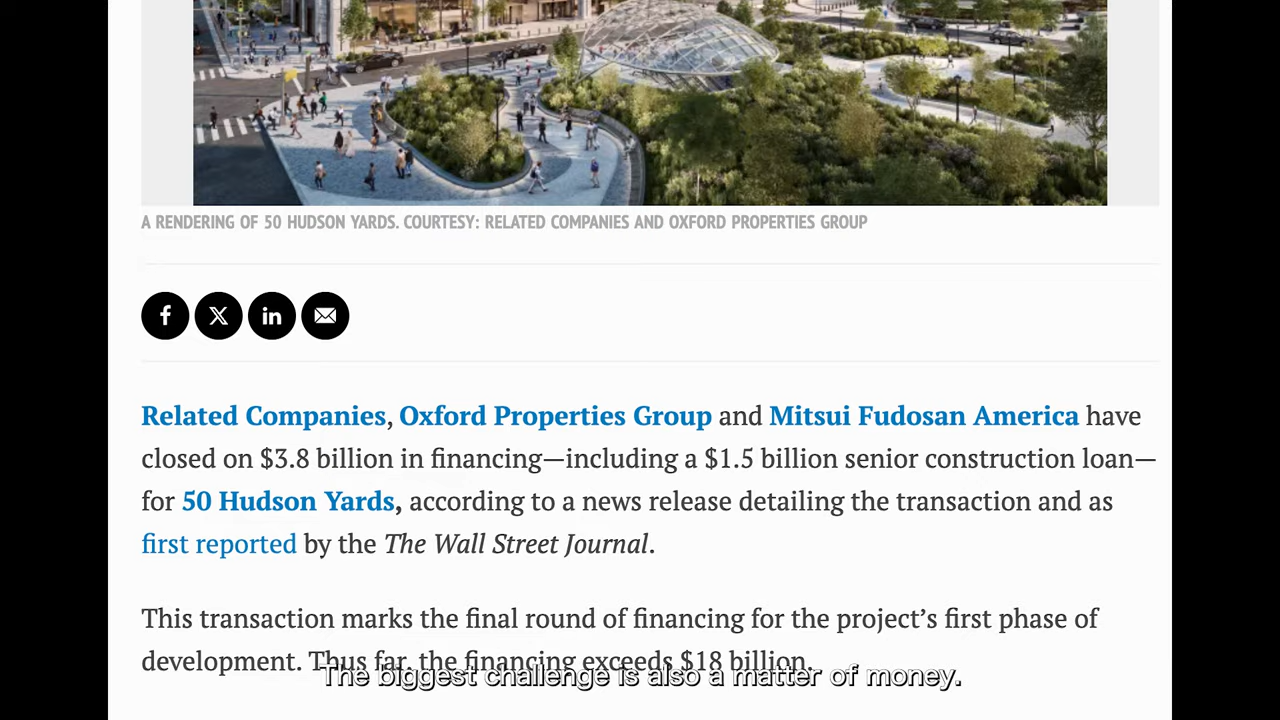 A RENDERING OF 50 HUDSON YARDS. COURTESY: RELATED COMPANIES AND OXFORD PROPERTIES GROUP
Related Companies, Oxford Properties Group and Mitsui Fudosan America have
closed on $3.8 billion in financing—including a $1.5 billion senior construction loan—
for 50 Hudson Yards, according to a news release detailing the transaction and as
first reported by the The Wall Street Journal.
This transaction marks the final round of financing for the project’s first phase of
development. Thus far, the financing exceeds $18 billion.
The biggest challenge is also a matter of money.